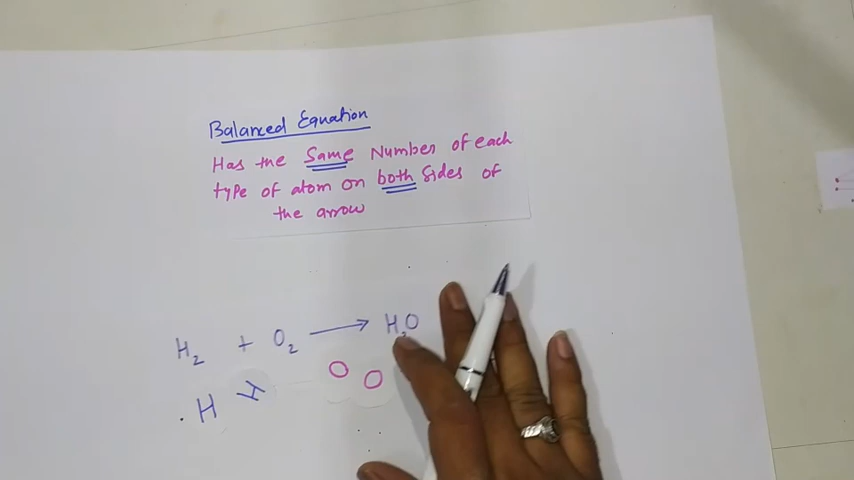 Balanced Equation
Has the Same Number of each
type of atom on both sides of
the arrow
H₂ + O₂ → H₂O
H H O O